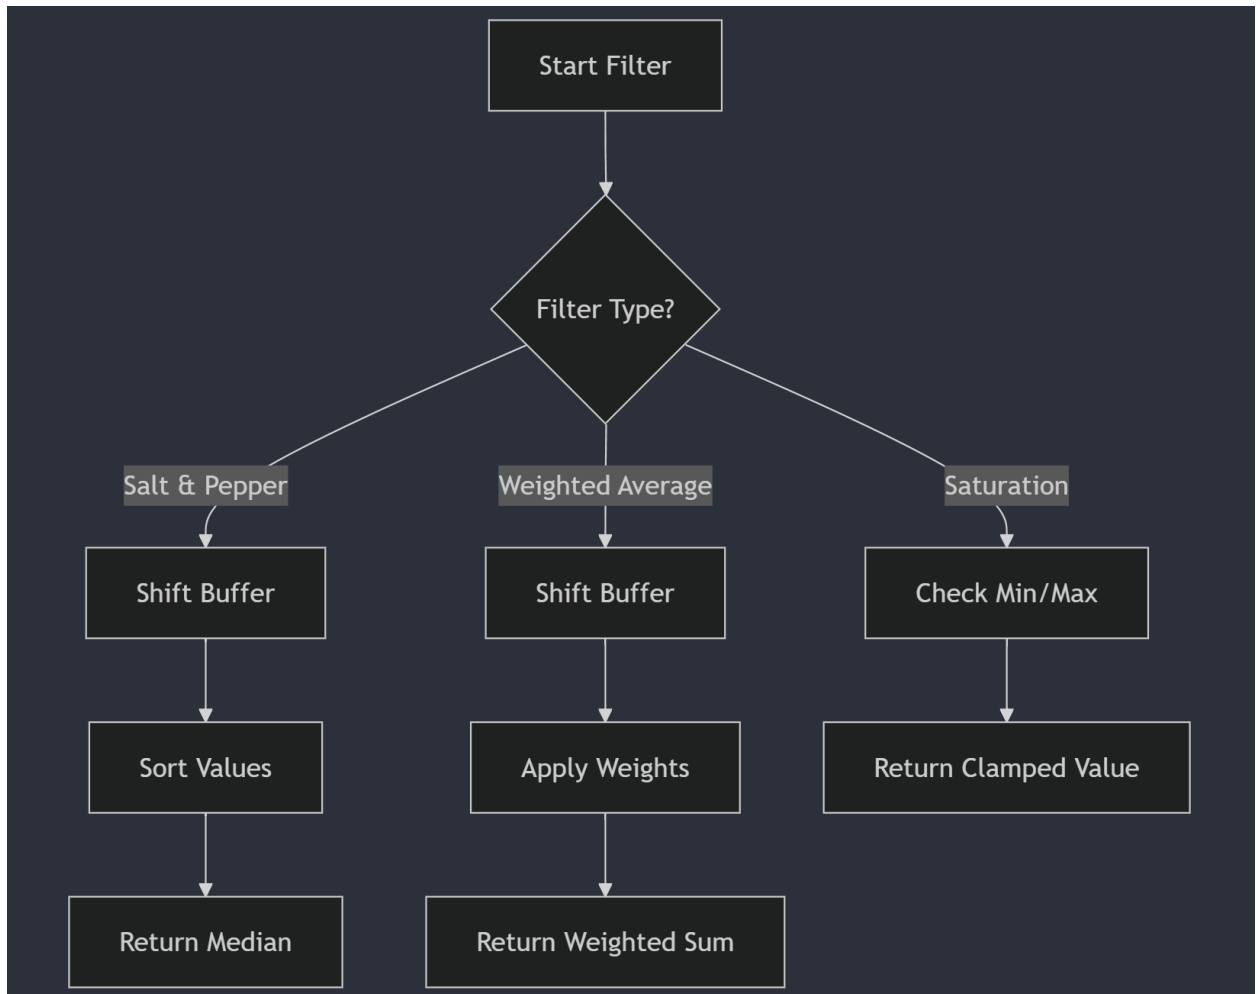 Start Filter
Filter Type?
Salt & Pepper
Weighted Average
Saturation
Shift Buffer
Shift Buffer
Check Min/Max
Sort Values
Apply Weights
Return Clamped Value
Return Median
Return Weighted Sum